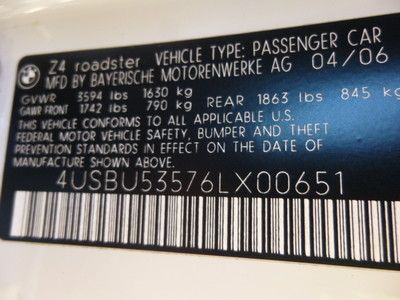 Z4 roadster VEHICLE TYPE: PASSENGER CAR
MFD BY BAYERISCHE MOTORENWERKE AG 04/06
GVWR 3594 lbs 1630 kg
GAWR FRONT 1742 lbs 790 kg REAR 1863 lbs 845 kg
THIS VEHICLE CONFORMS TO ALL APPLICABLE U.S.
FEDERAL MOTOR VEHICLE SAFETY, BUMPER AND THEFT
PREVENTION STANDARDS IN EFFECT ON THE DATE OF
MANUFACTURE SHOWN ABOVE.
4USBU53576LX00651